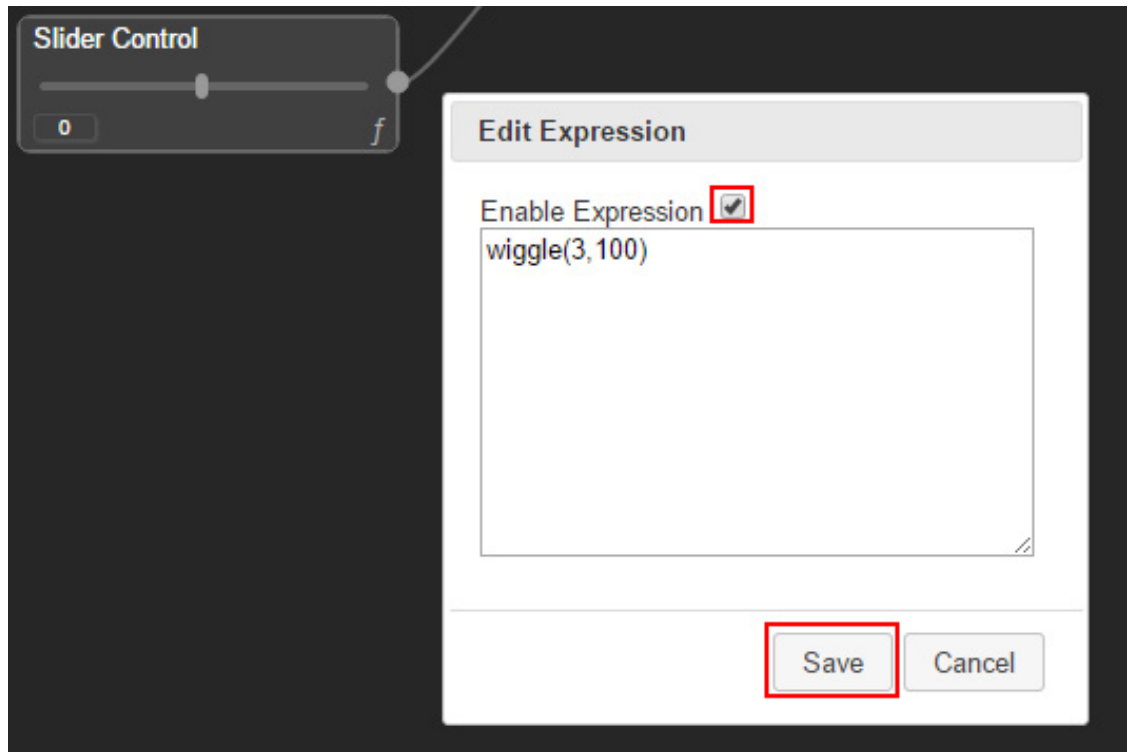 Slider Control
0
ƒ
Edit Expression
Enable Expression
wiggle(3,100)
Save
Cancel